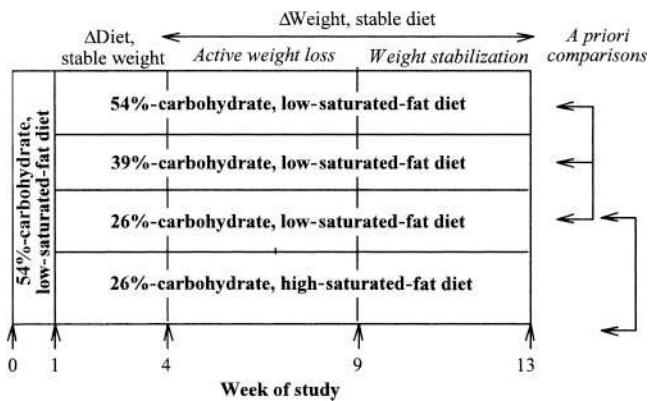 ΔWeight, stable diet
ΔDiet,
stable weight
Active weight loss
Weight stabilization
A priori
comparisons
54%-carbohydrate,
low-saturated-fat diet
54%-carbohydrate, low-saturated-fat diet
39%-carbohydrate, low-saturated-fat diet
26%-carbohydrate, low-saturated-fat diet
26%-carbohydrate, high-saturated-fat diet
0 1 4 9 13
Week of study